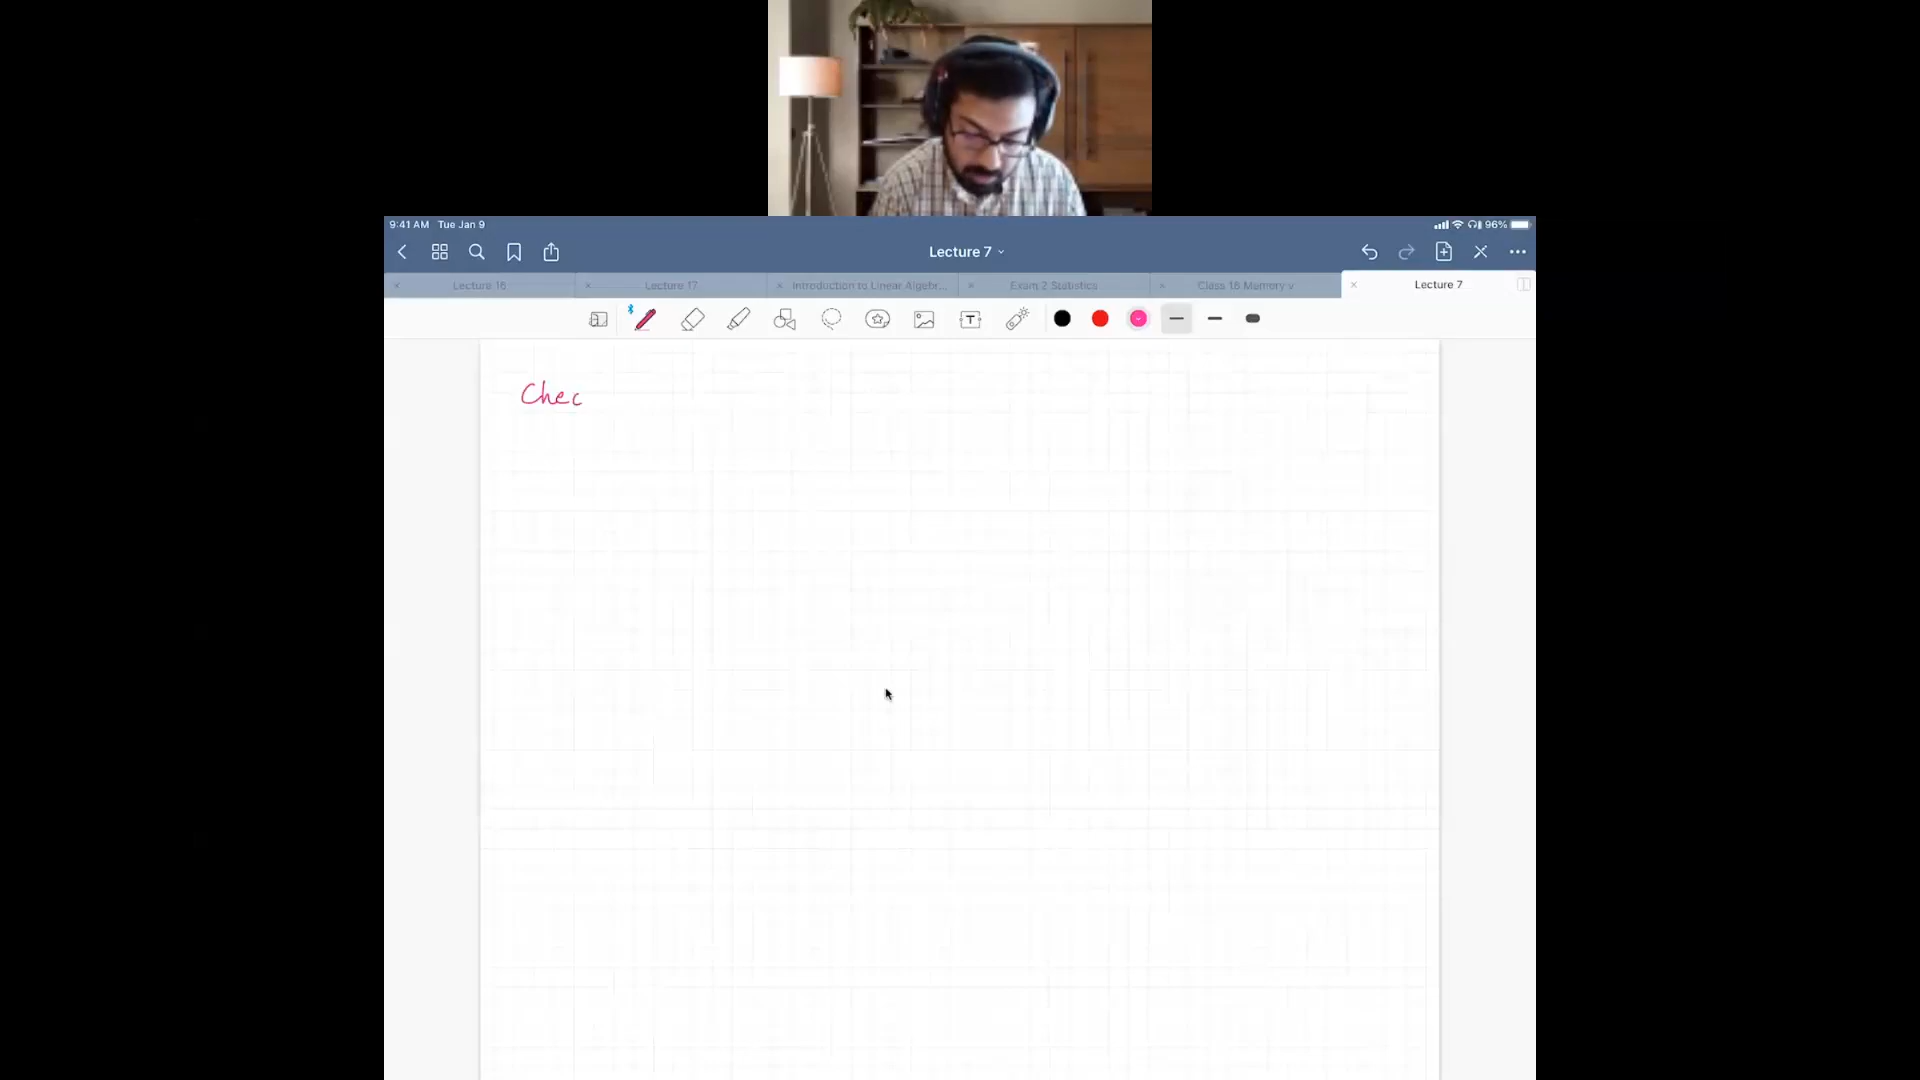 9:41 AM Tue Jan 9
96%
Lecture 7
Lecture 16
Lecture 17
Introduction to Linear Algebr...
Exam 2 Statistics
Class 16 Memory v
Lecture 7
T
Chec